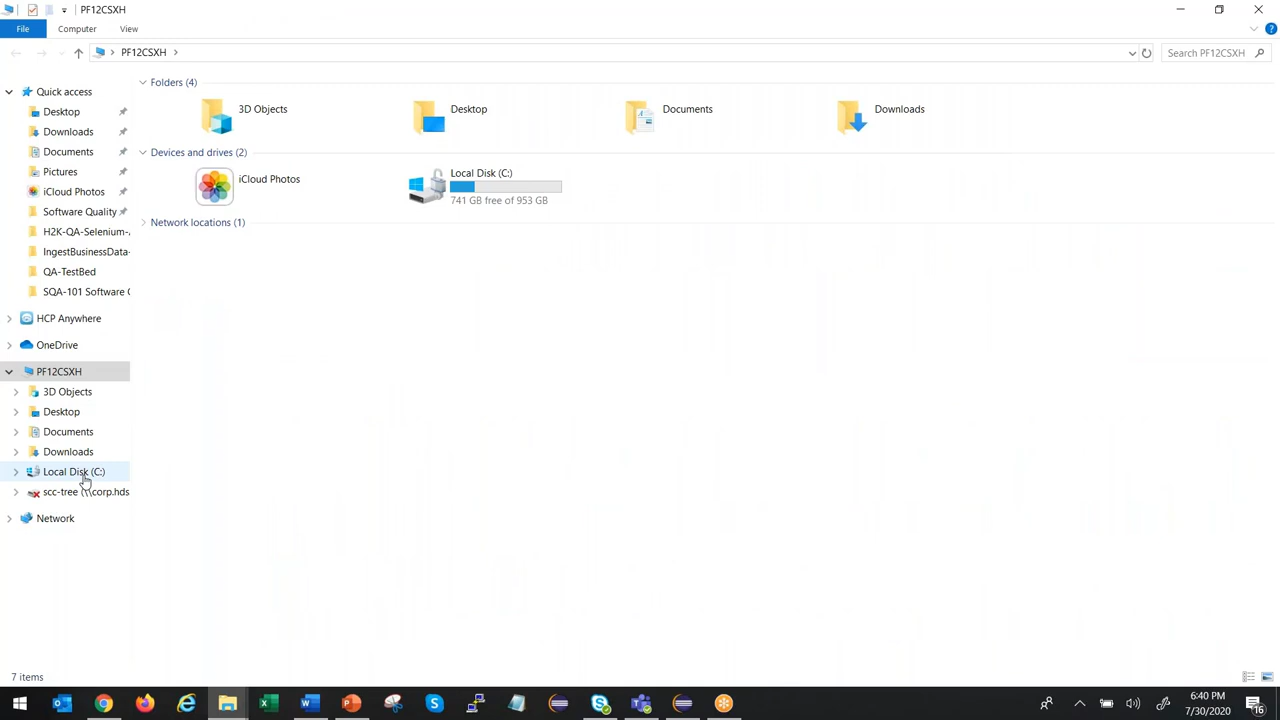 PF12CSXH
File
Computer
View
PF12CSXH
Search PF12CSXH
Quick access
Desktop
Downloads
Documents
Pictures
iCloud Photos
Software Quality
H2K-QA-Selenium-
IngestBusinessData-
QA-TestBed
SQA-101 Software
HCP Anywhere
OneDrive
PF12CSXH
3D Objects
Desktop
Documents
Downloads
Local Disk (C:)
scc-tree (\\corp.hds
Network
Folders (4)
3D Objects
Desktop
Documents
Downloads
Devices and drives (2)
iCloud Photos
Local Disk (C:)
741 GB free of 953 GB
Network locations (1)
7 items
6:40 PM
7/30/2020
16